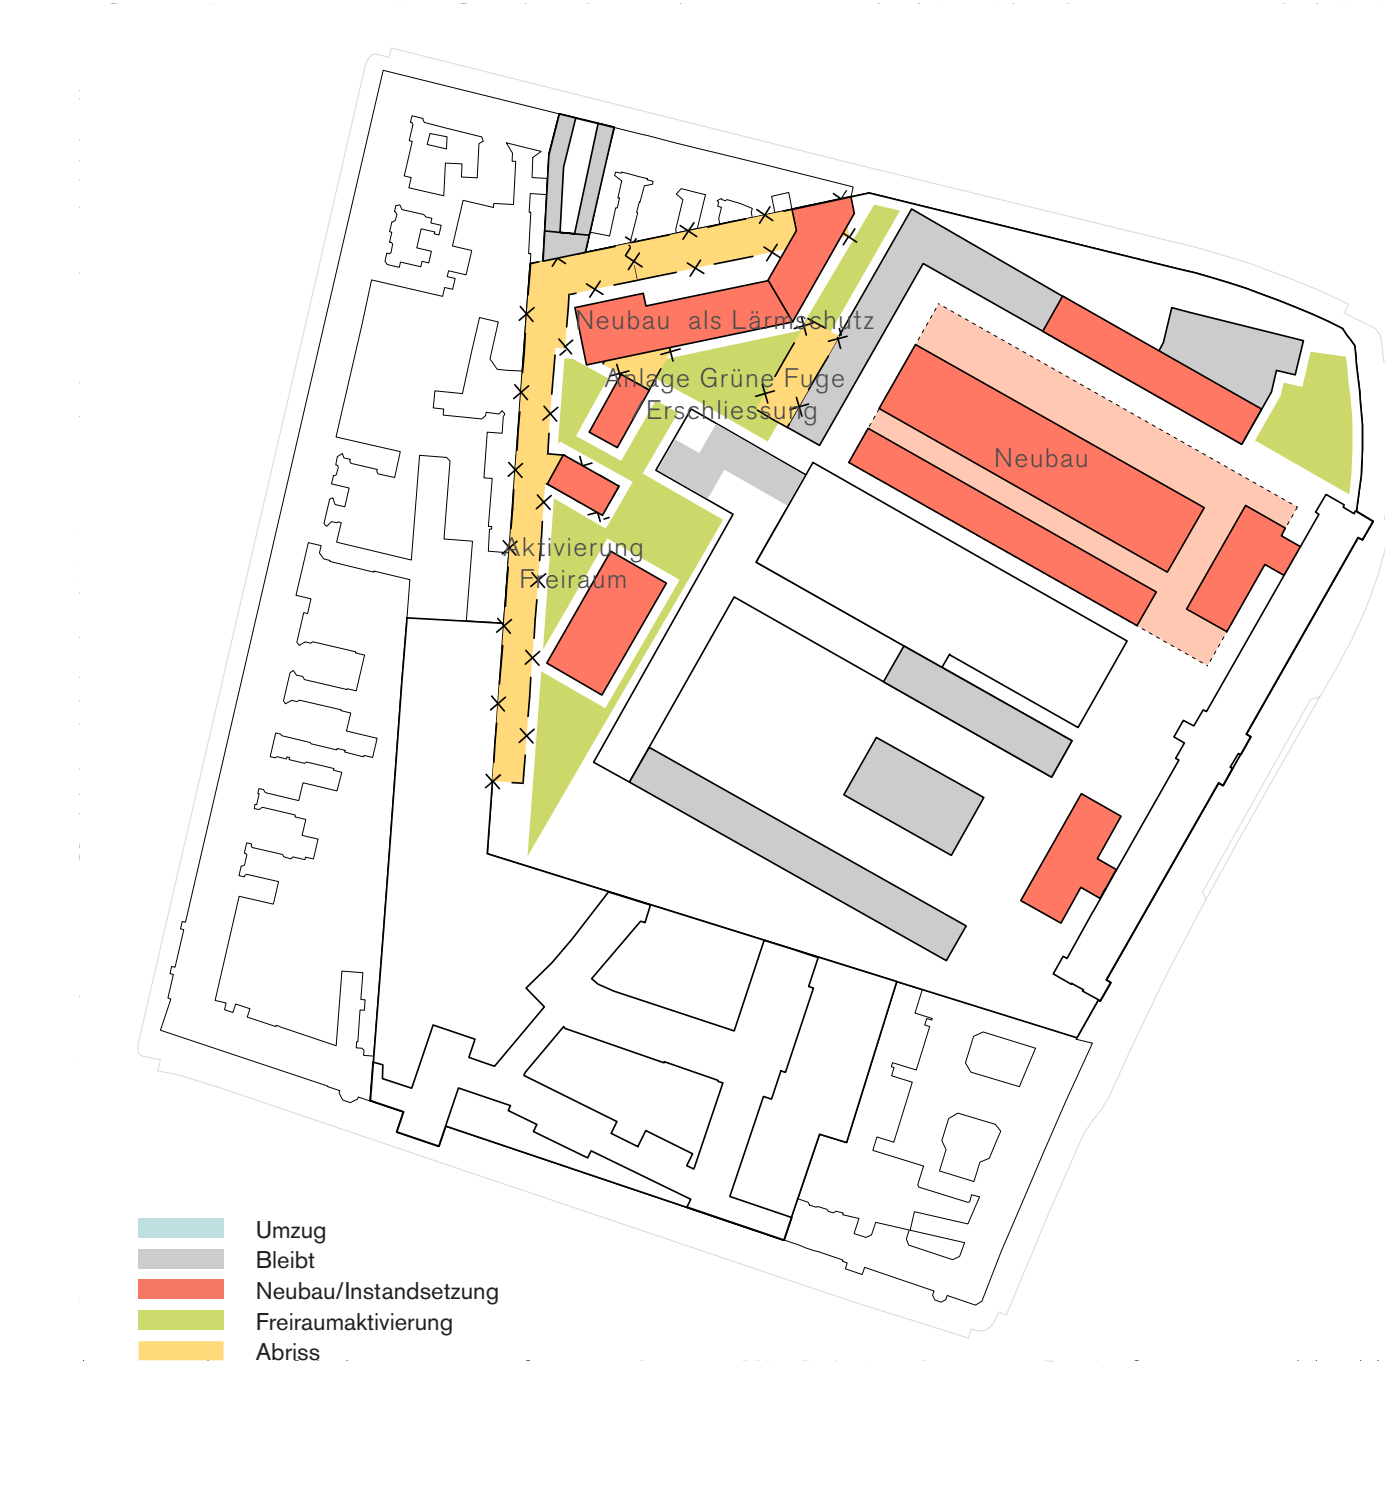 Neubau als Lärmschutz
Anlage Grüne Fuge
Erschliessung
Neubau
Aktivierung
Freiraum
Umzug
Bleibt
Neubau/Instandsetzung
Freiraumaktivierung
Abriss